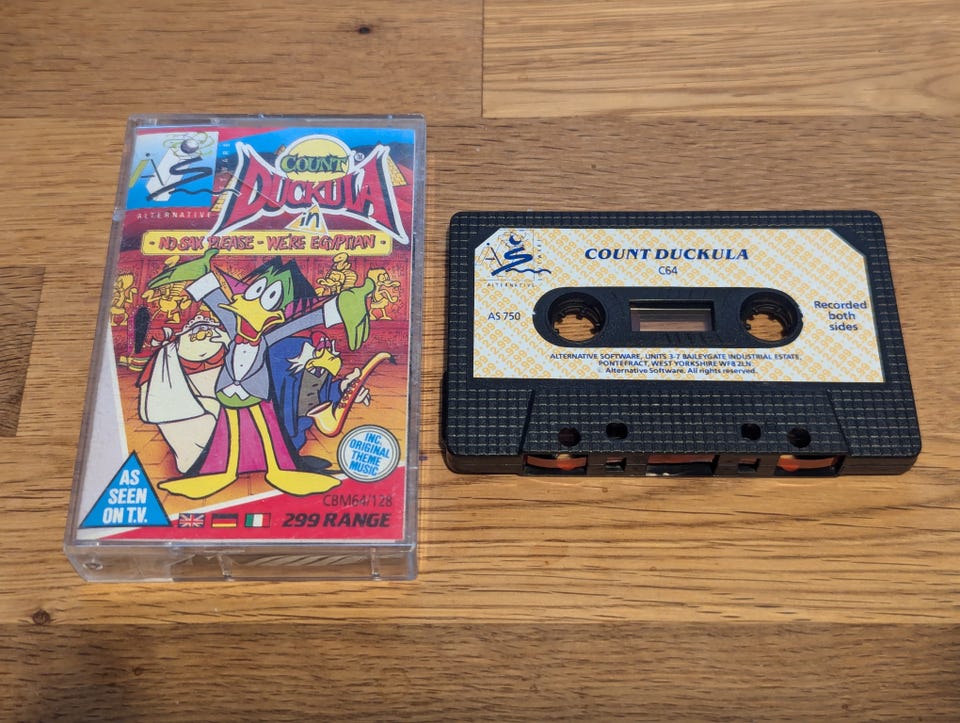 COUNT
DUCKULA
in
- NO SAX PLEASE - WE'RE EGYPTIAN -
ALTERNATIVE
SOFTWARE
INC.
ORIGINAL
THEME
MUSIC
AS
SEEN
ON T.V.
CBM64/128
299 RANGE
ALTERNATIVE
COUNT DUCKULA
C64
AS 750
Recorded
both
sides
ALTERNATIVE SOFTWARE, UNITS 3-7 BAILEYGATE INDUSTRIAL ESTATE,
PONTEFRACT, WEST YORKSHIRE WF8 2LN
© Alternative Software. All rights reserved.